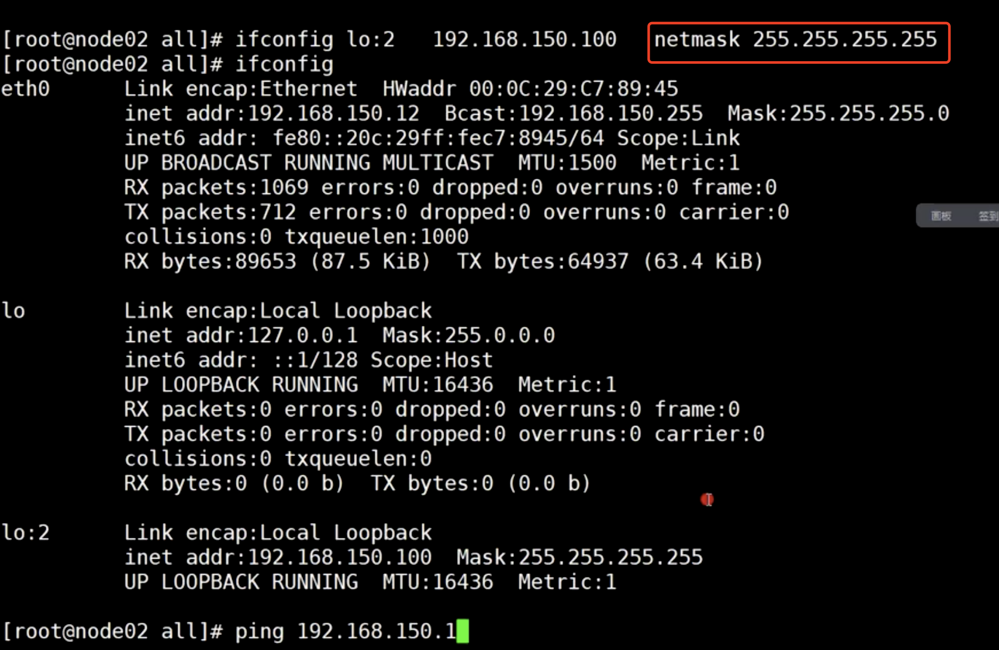 [root@node02 all]# ifconfig lo:2   192.168.150.100   netmask 255.255.255.255
[root@node02 all]# ifconfig
eth0      Link encap:Ethernet  HWaddr 00:0C:29:C7:89:45
          inet addr:192.168.150.12  Bcast:192.168.150.255  Mask:255.255.255.0
          inet6 addr: fe80::20c:29ff:fec7:8945/64 Scope:Link
          UP BROADCAST RUNNING MULTICAST  MTU:1500  Metric:1
          RX packets:1069 errors:0 dropped:0 overruns:0 frame:0
          TX packets:712 errors:0 dropped:0 overruns:0 carrier:0
画板 签到
          collisions:0 txqueuelen:1000
          RX bytes:89653 (87.5 KiB)  TX bytes:64937 (63.4 KiB)
lo        Link encap:Local Loopback
          inet addr:127.0.0.1  Mask:255.0.0.0
          inet6 addr: ::1/128 Scope:Host
          UP LOOPBACK RUNNING  MTU:16436  Metric:1
          RX packets:0 errors:0 dropped:0 overruns:0 frame:0
          TX packets:0 errors:0 dropped:0 overruns:0 carrier:0
          collisions:0 txqueuelen:0
          RX bytes:0 (0.0 b)  TX bytes:0 (0.0 b)
lo:2      Link encap:Local Loopback
          inet addr:192.168.150.100  Mask:255.255.255.255
          UP LOOPBACK RUNNING  MTU:16436  Metric:1
[root@node02 all]# ping 192.168.150.1